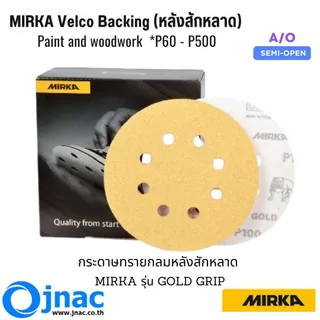 MIRKA Velco Backing (หลังสักหลาด)
Paint and woodwork *P60 - P500
A/O
SEMI-OPEN
MIRKA
Quality from start
GOLD
P100
กระดาษทรายกลมหลังสักหลาด
MIRKA รุ่น GOLD GRIP
jnac
www.jnac.co.th
MIRKA